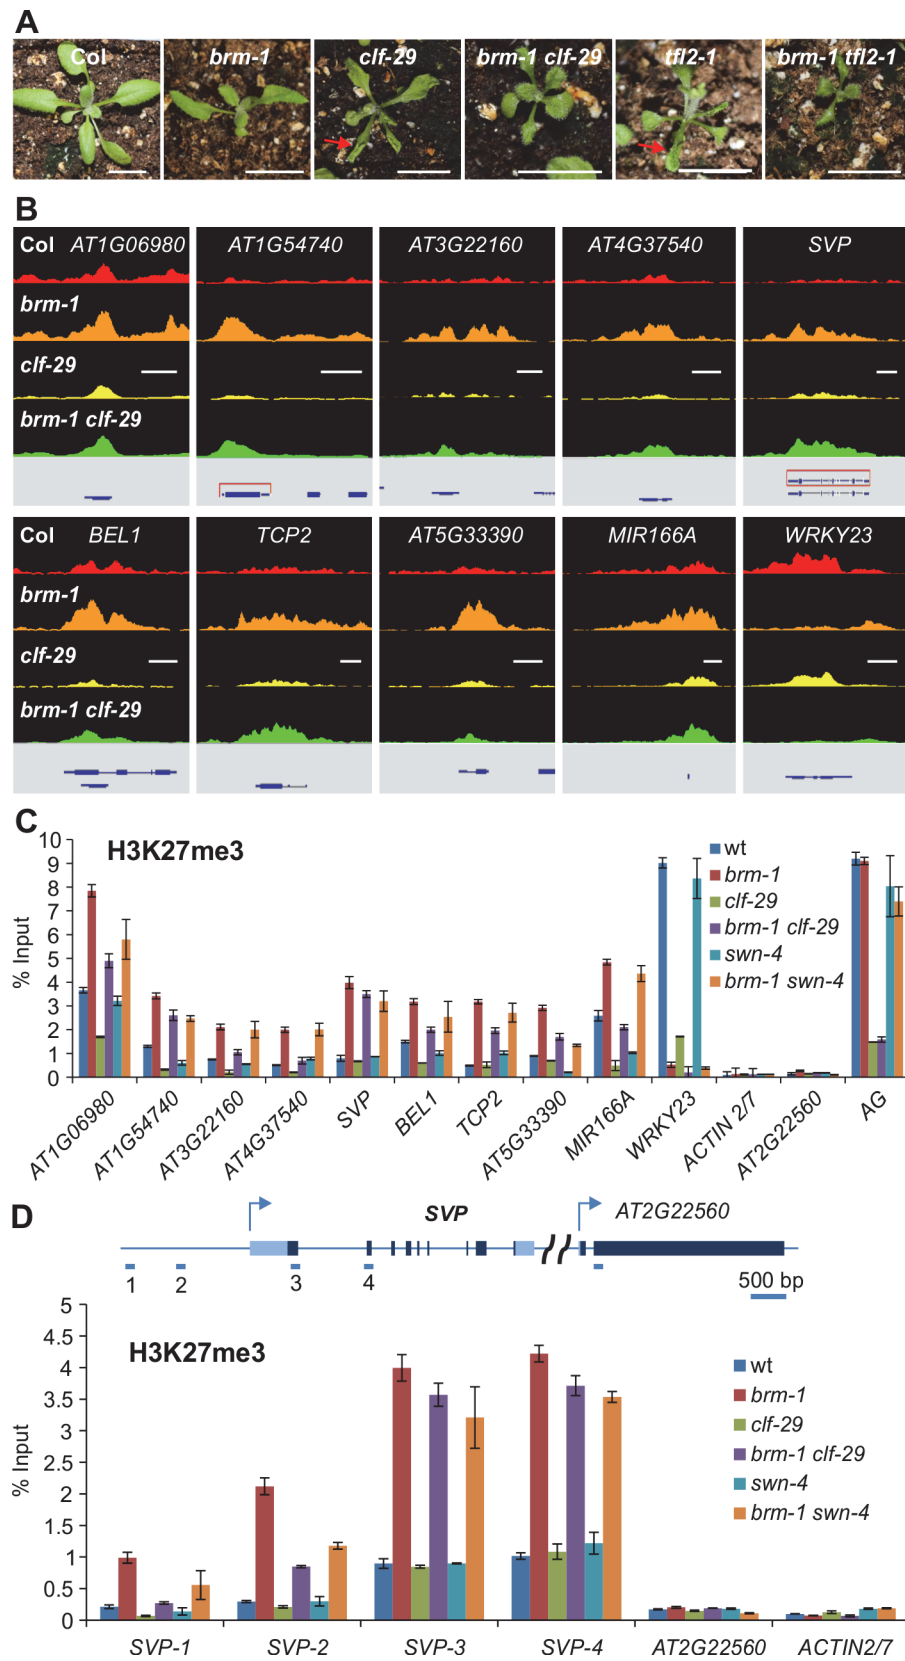 A
Col brm-1 clf-29 brm-1 clf-29 tfl2-1 brm-1 tfl2-1
B
Col AT1G06980 AT1G54740 AT3G22160 AT4G37540 SVP
brm-1
clf-29
brm-1 clf-29
Col BEL1 TCP2 AT5G33390 MIR166A WRKY23
brm-1
clf-29
brm-1 clf-29
C
H3K27me3
% Input
10
9
8
7
6
5
4
3
2
1
0
wt
brm-1
clf-29
brm-1 clf-29
swn-4
brm-1 swn-4
AT1G06980 AT1G54740 AT3G22160 AT4G37540 SVP BEL1 TCP2 AT5G33390 MIR166A WRKY23 ACTIN 2/7 AT2G22560 AG
D
SVP AT2G22560
1 2 3 4 500 bp
H3K27me3
% Input
5
4.5
4
3.5
3
2.5
2
1.5
1
0.5
0
wt
brm-1
clf-29
brm-1 clf-29
swn-4
brm-1 swn-4
SVP-1 SVP-2 SVP-3 SVP-4 AT2G22560 ACTIN2/7